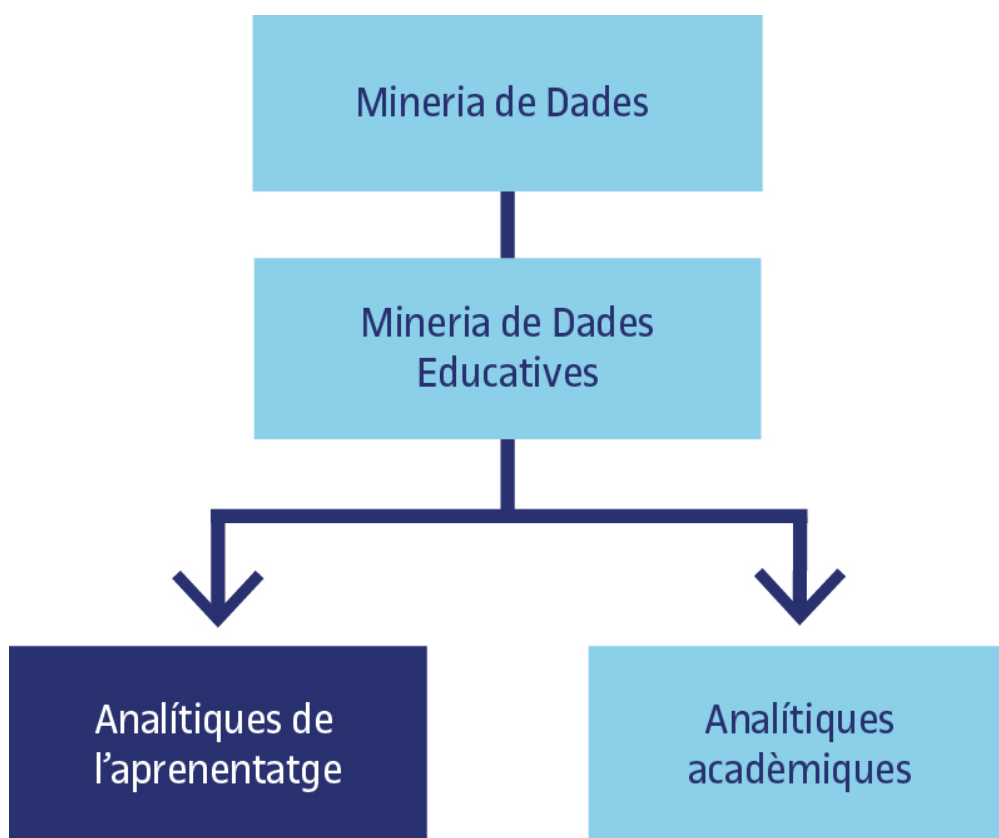 Mineria de Dades
Mineria de Dades
Educatives
Analítiques de
l’aprenentatge
Analítiques
acadèmiques